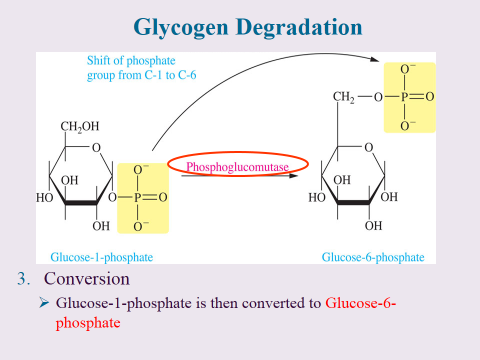 Glycogen Degradation
Shift of phosphate
group from C-1 to C-6
O⁻
CH₂—O—P=O
O⁻
CH₂OH
O
OH
HO
OH
O⁻
O—P=O
O⁻
Phosphoglucomutase
O
OH
HO
OH
OH
Glucose-1-phosphate
Glucose-6-phosphate
3. Conversion
➤ Glucose-1-phosphate is then converted to Glucose-6-
phosphate